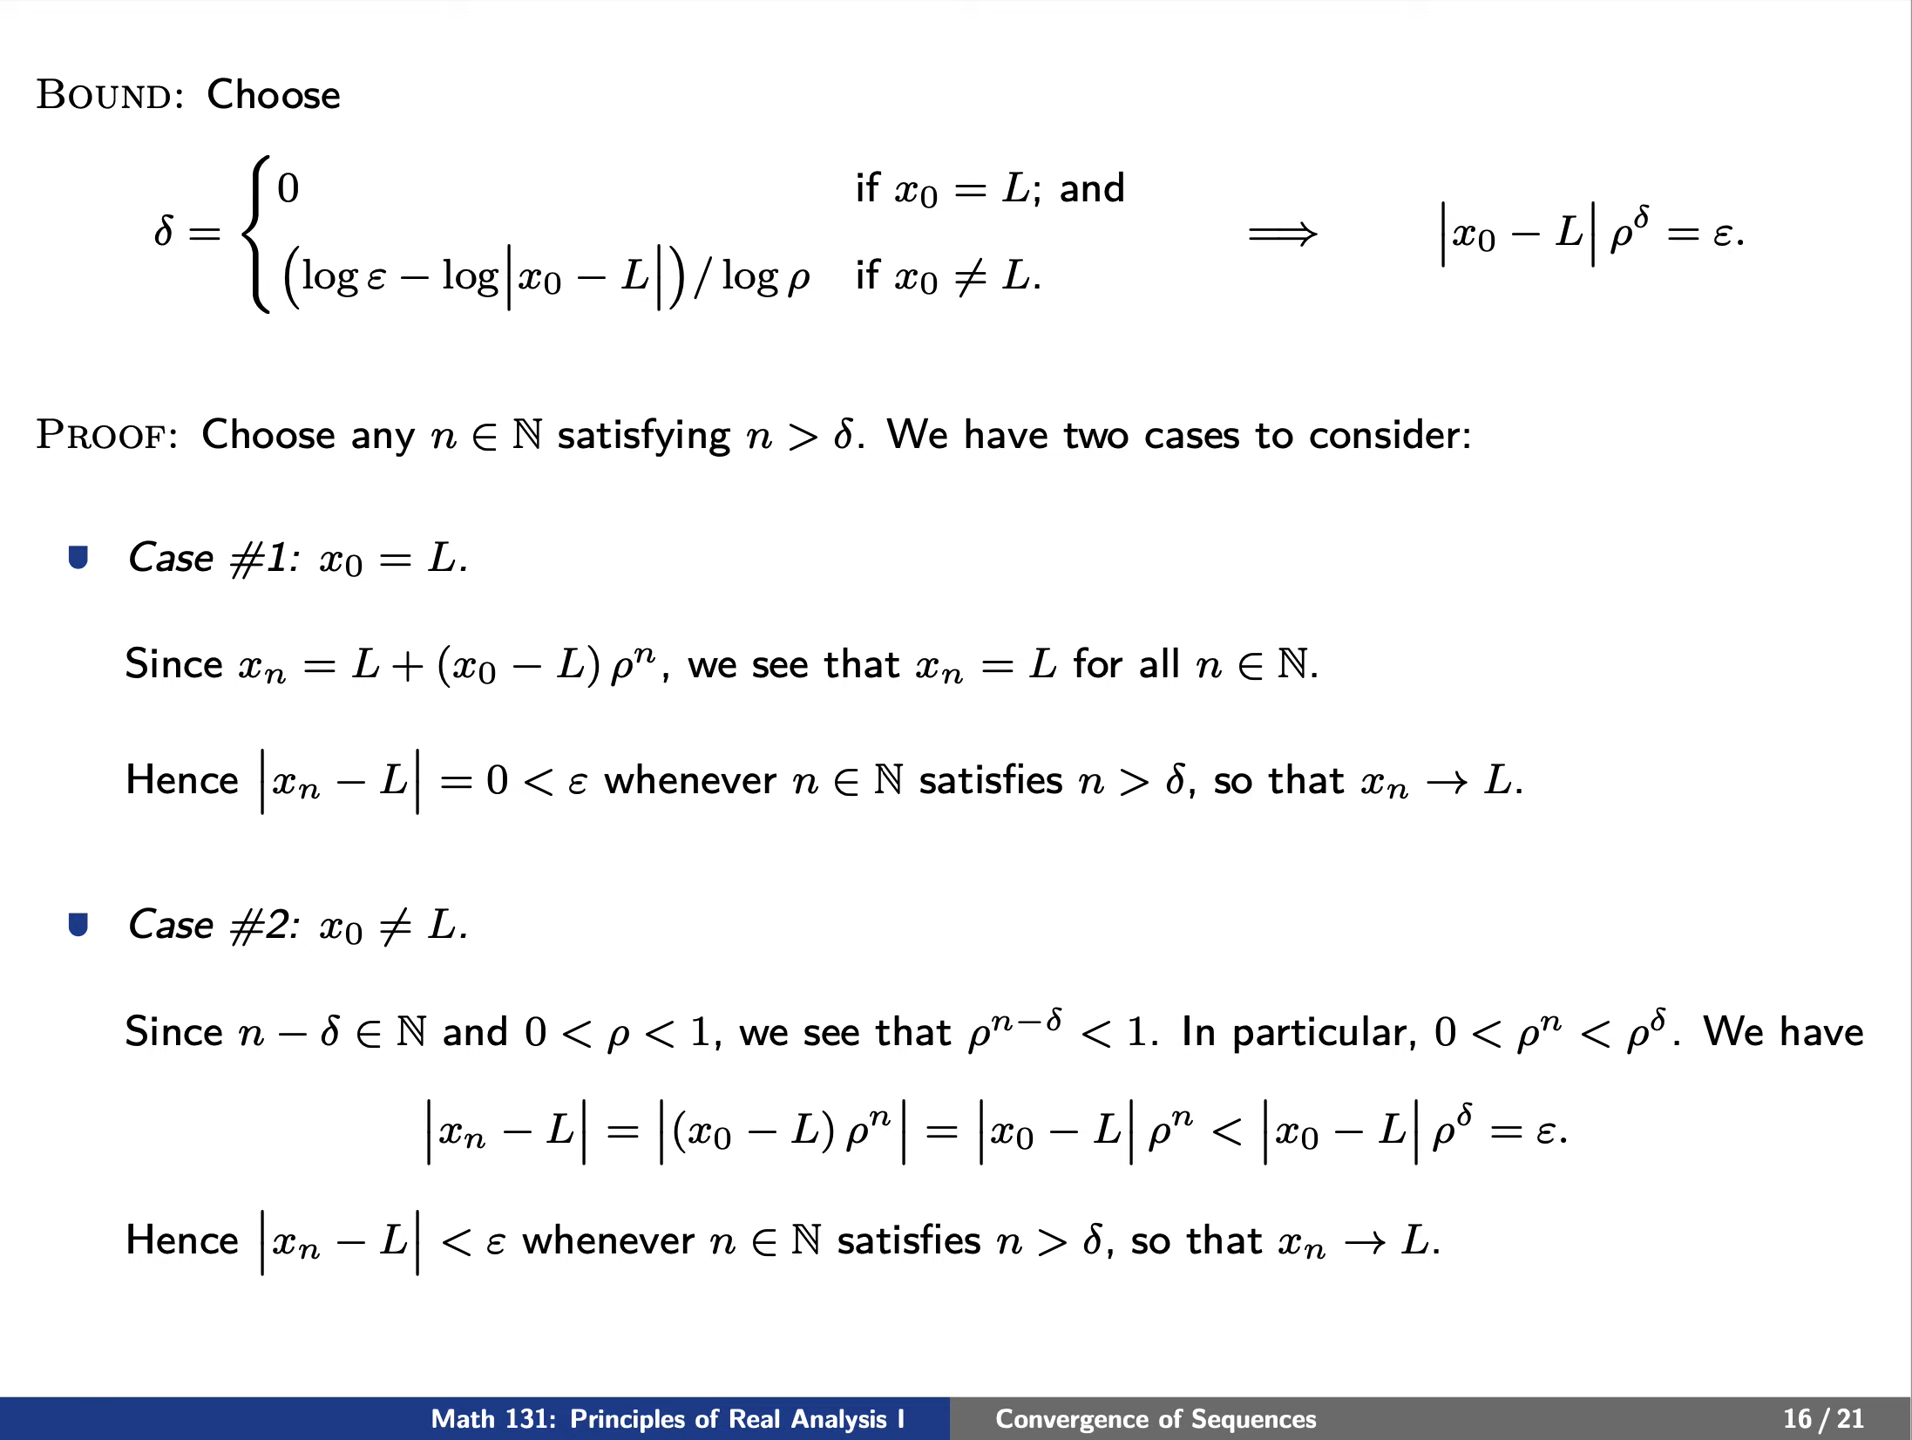 BOUND: Choose
δ = { 0 if x₀ = L; and
(log ε − log|x₀ − L|) / log ρ if x₀ ≠ L. ⟹ |x₀ − L| ρ^δ = ε.
PROOF: Choose any n ∈ ℕ satisfying n > δ. We have two cases to consider:
Case #1: x₀ = L.
Since xₙ = L + (x₀ − L) ρⁿ, we see that xₙ = L for all n ∈ ℕ.
Hence |xₙ − L| = 0 < ε whenever n ∈ ℕ satisfies n > δ, so that xₙ → L.
Case #2: x₀ ≠ L.
Since n − δ ∈ ℕ and 0 < ρ < 1, we see that ρ^(n−δ) < 1. In particular, 0 < ρⁿ < ρ^δ. We have
|xₙ − L| = |(x₀ − L) ρⁿ| = |x₀ − L| ρⁿ < |x₀ − L| ρ^δ = ε.
Hence |xₙ − L| < ε whenever n ∈ ℕ satisfies n > δ, so that xₙ → L.
Math 131: Principles of Real Analysis I Convergence of Sequences 16 / 21